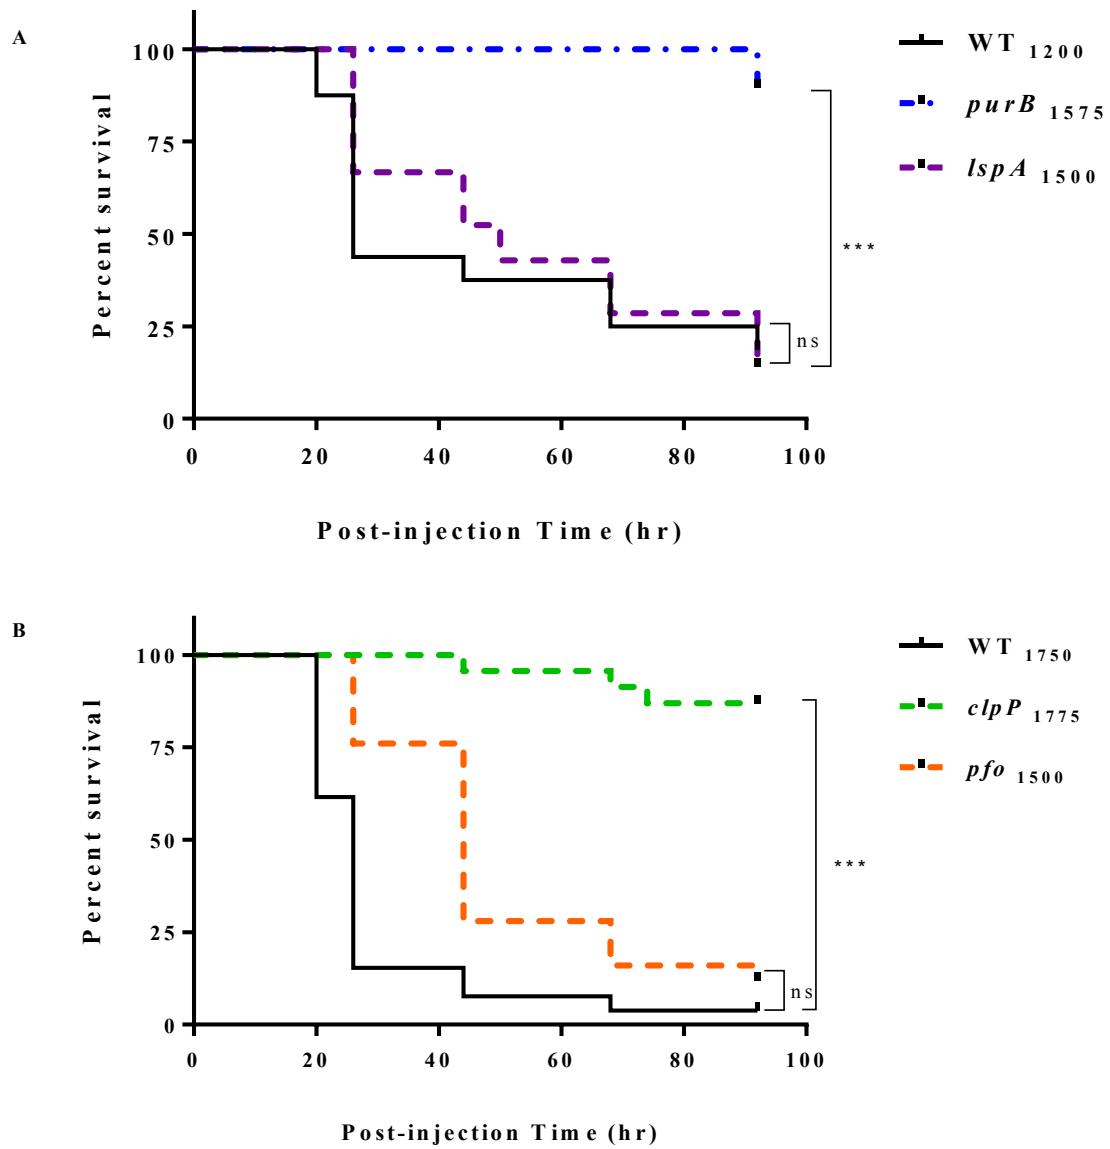 A
Percent survival
100
75
50
25
0
0 20 40 60 80 100
Post-injection Time (hr)
WT 1200
purB 1575
lspA 1500
***
ns
B
Percent survival
100
75
50
25
0
0 20 40 60 80 100
Post-injection Time (hr)
WT 1750
clpP 1775
pfo 1500
***
ns